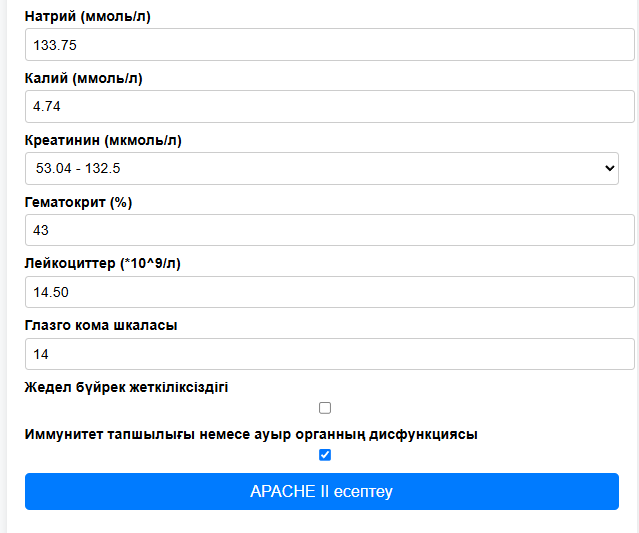 Натрий (ммоль/л)
133.75
Калий (ммоль/л)
4.74
Креатинин (мкмоль/л)
53.04 - 132.5
Гематокрит (%)
43
Лейкоциттер (*10^9/л)
14.50
Глазго кома шкаласы
14
Жедел бүйрек жеткіліксіздігі
Иммунитет тапшылығы немесе ауыр органның дисфункциясы
APACHE II есептеу